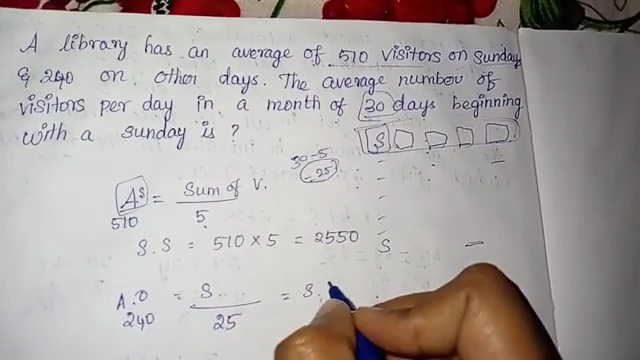 A library has an average of 510 visitors on Sunday
& 240 on other days. The average number of
visitors per day in a month of 30 days beginning
with a Sunday is ?
S
30-5
25
AS = Sum of V.
510 5
S.S = 510 × 5 = 2550
S
A.O = S.. = S.
240 25